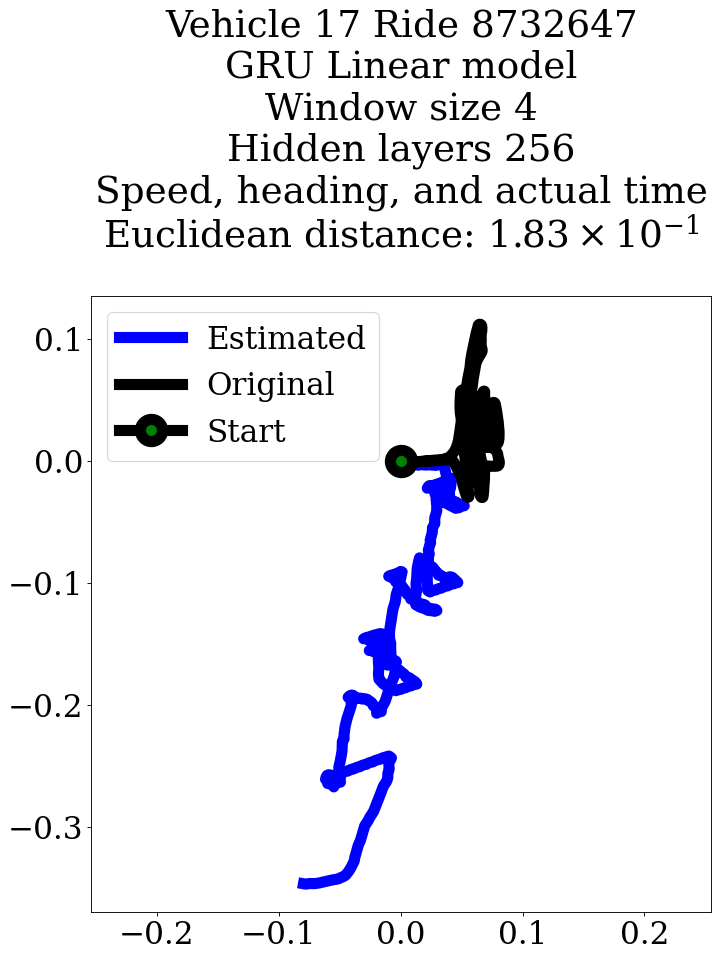 Vehicle 17 Ride 8732647
GRU Linear model
Window size 4
Hidden layers 256
Speed, heading, and actual time
Euclidean distance: 1.83 × 10⁻¹
Estimated
Original
Start
0.1
0.0
−0.1
−0.2
−0.3
−0.2
−0.1
0.0
0.1
0.2